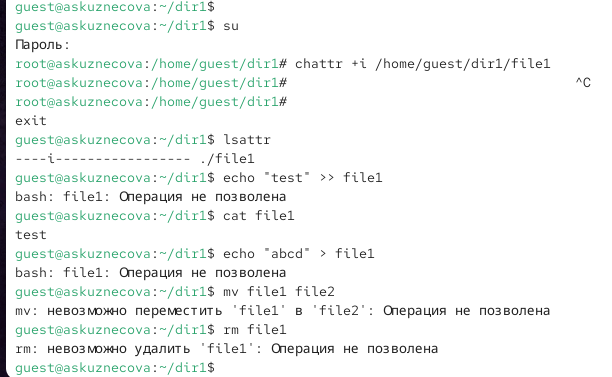 guest@askuznecova:~/dir1$
guest@askuznecova:~/dir1$ su
Пароль:
root@askuznecova:/home/guest/dir1# chattr +i /home/guest/dir1/file1
root@askuznecova:/home/guest/dir1# ^C
root@askuznecova:/home/guest/dir1#
exit
guest@askuznecova:~/dir1$ lsattr
----i----------------- ./file1
guest@askuznecova:~/dir1$ echo "test" >> file1
bash: file1: Операция не позволена
guest@askuznecova:~/dir1$ cat file1
test
guest@askuznecova:~/dir1$ echo "abcd" > file1
bash: file1: Операция не позволена
guest@askuznecova:~/dir1$ mv file1 file2
mv: невозможно переместить 'file1' в 'file2': Операция не позволена
guest@askuznecova:~/dir1$ rm file1
rm: невозможно удалить 'file1': Операция не позволена
guest@askuznecova:~/dir1$